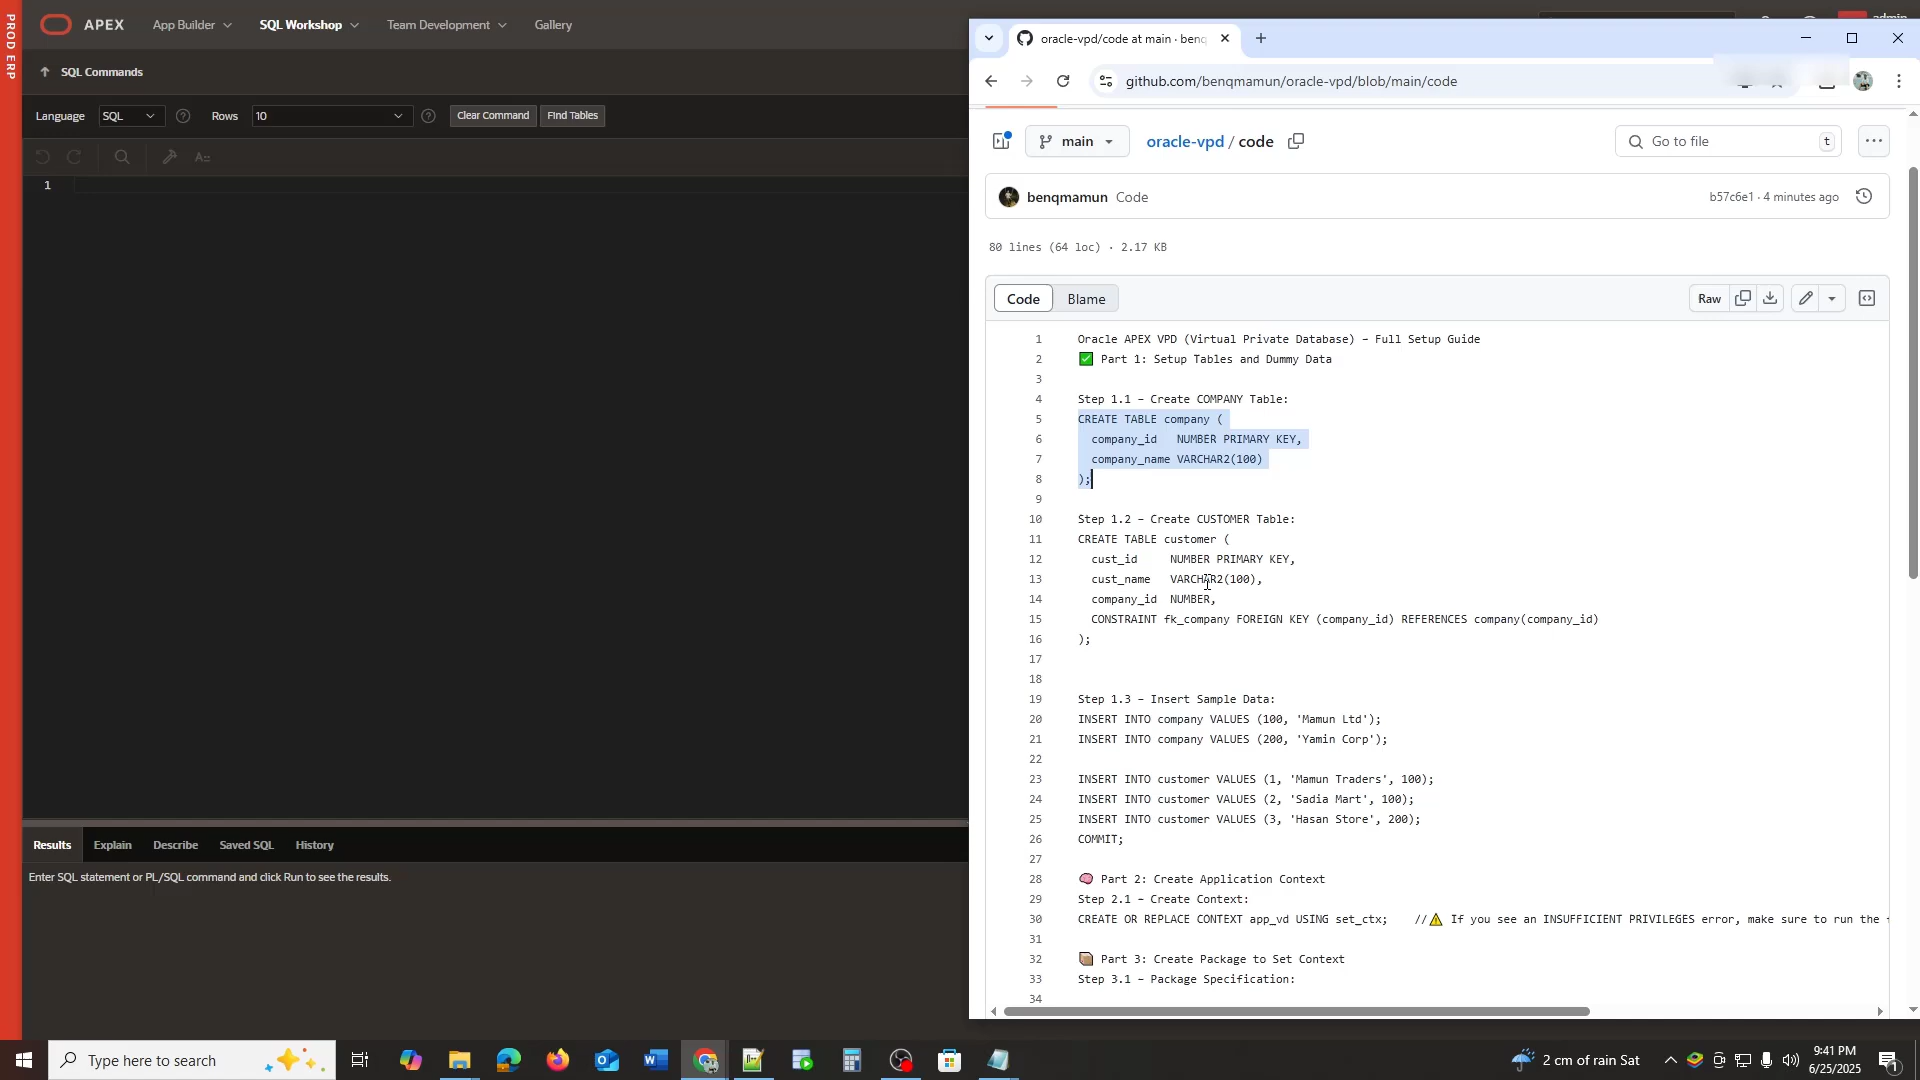 PROD ERP
APEX
App Builder
SQL Workshop
Team Development
Gallery
SQL Commands
Language
SQL
Rows
10
Clear Command
Find Tables
1
Results
Explain
Describe
Saved SQL
History
Enter SQL statement or PL/SQL command and click Run to see the results.
admin
oracle-vpd/code at main · benq
github.com/benqmamun/oracle-vpd/blob/main/code
main
oracle-vpd / code
Go to file
t
benqmamun Code
b57c6e1 · 4 minutes ago
80 lines (64 loc) · 2.17 KB
Code
Blame
Raw
1 Oracle APEX VPD (Virtual Private Database) – Full Setup Guide
2 ✅ Part 1: Setup Tables and Dummy Data
3
4 Step 1.1 – Create COMPANY Table:
5 CREATE TABLE company (
6 company_id NUMBER PRIMARY KEY,
7 company_name VARCHAR2(100)
8 );
9
10 Step 1.2 – Create CUSTOMER Table:
11 CREATE TABLE customer (
12 cust_id NUMBER PRIMARY KEY,
13 cust_name VARCHAR2(100),
14 company_id NUMBER,
15 CONSTRAINT fk_company FOREIGN KEY (company_id) REFERENCES company(company_id)
16 );
17
18
19 Step 1.3 – Insert Sample Data:
20 INSERT INTO company VALUES (100, 'Mamun Ltd');
21 INSERT INTO company VALUES (200, 'Yamin Corp');
22
23 INSERT INTO customer VALUES (1, 'Mamun Traders', 100);
24 INSERT INTO customer VALUES (2, 'Sadia Mart', 100);
25 INSERT INTO customer VALUES (3, 'Hasan Store', 200);
26 COMMIT;
27
28 🧠 Part 2: Create Application Context
29 Step 2.1 – Create Context:
30 CREATE OR REPLACE CONTEXT app_vd USING set_ctx; //⚠️ If you see an INSUFFICIENT PRIVILEGES error, make sure to run the
31
32 📦 Part 3: Create Package to Set Context
33 Step 3.1 – Package Specification:
34
Type here to search
2 cm of rain Sat
9:41 PM
6/25/2025
1